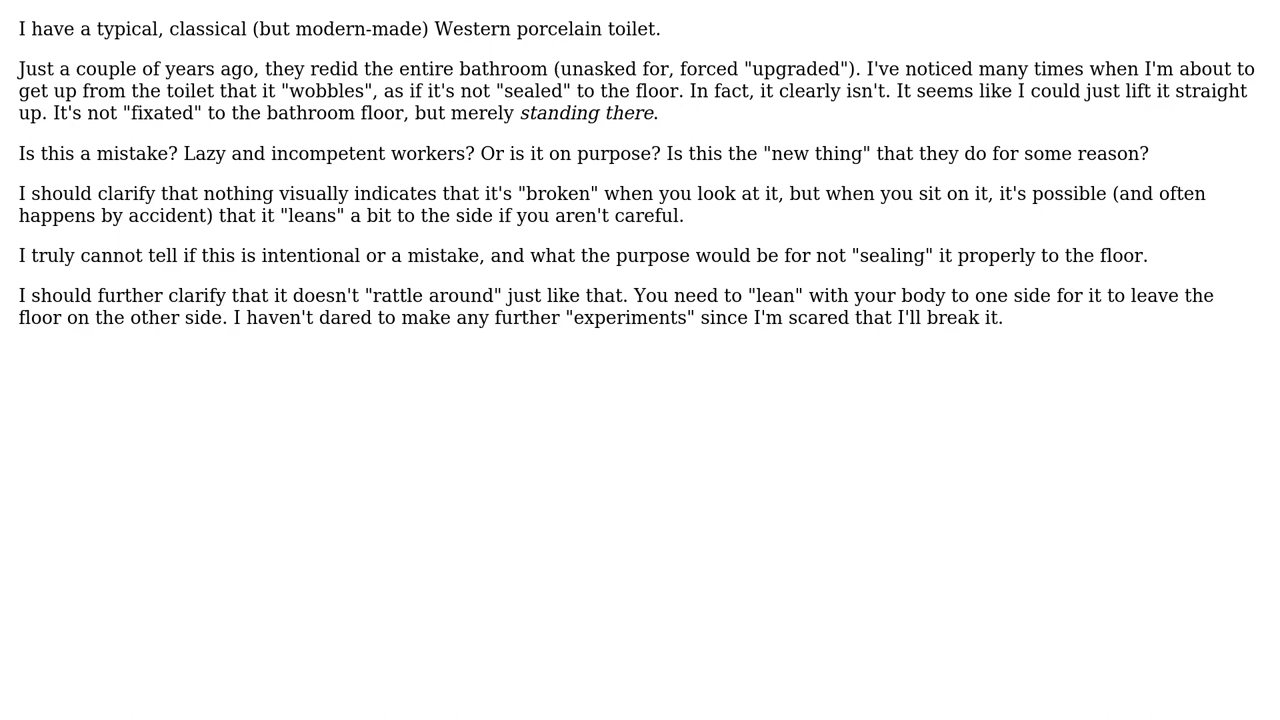 I have a typical, classical (but modern-made) Western porcelain toilet.
Just a couple of years ago, they redid the entire bathroom (unasked for, forced "upgraded"). I've noticed many times when I'm about to
get up from the toilet that it "wobbles", as if it's not "sealed" to the floor. In fact, it clearly isn't. It seems like I could just lift it straight
up. It's not "fixated" to the bathroom floor, but merely standing there.
Is this a mistake? Lazy and incompetent workers? Or is it on purpose? Is this the "new thing" that they do for some reason?
I should clarify that nothing visually indicates that it's "broken" when you look at it, but when you sit on it, it's possible (and often
happens by accident) that it "leans" a bit to the side if you aren't careful.
I truly cannot tell if this is intentional or a mistake, and what the purpose would be for not "sealing" it properly to the floor.
I should further clarify that it doesn't "rattle around" just like that. You need to "lean" with your body to one side for it to leave the
floor on the other side. I haven't dared to make any further "experiments" since I'm scared that I'll break it.